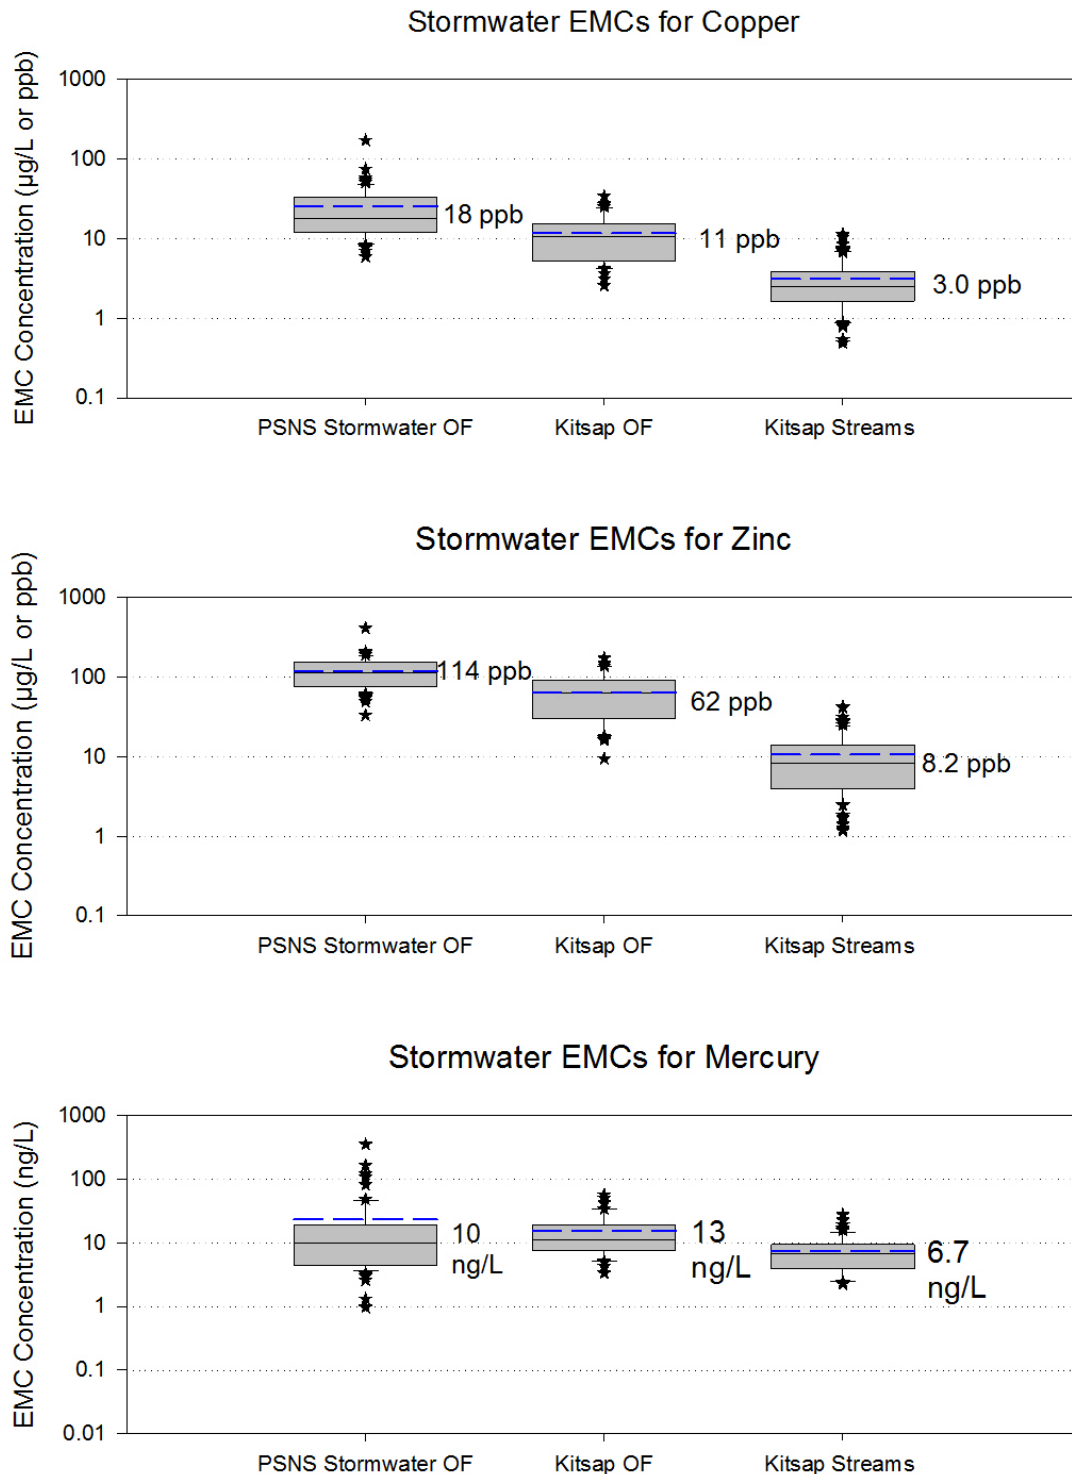 Stormwater EMCs for Copper
EMC Concentration (µg/L or ppb)
1000
100
10
1
0.1
18 ppb
11 ppb
3.0 ppb
PSNS Stormwater OF
Kitsap OF
Kitsap Streams
Stormwater EMCs for Zinc
EMC Concentration (µg/L or ppb)
1000
100
10
1
0.1
114 ppb
62 ppb
8.2 ppb
PSNS Stormwater OF
Kitsap OF
Kitsap Streams
Stormwater EMCs for Mercury
EMC Concentration (ng/L)
1000
100
10
1
0.1
0.01
10
ng/L
13
ng/L
6.7
ng/L
PSNS Stormwater OF
Kitsap OF
Kitsap Streams